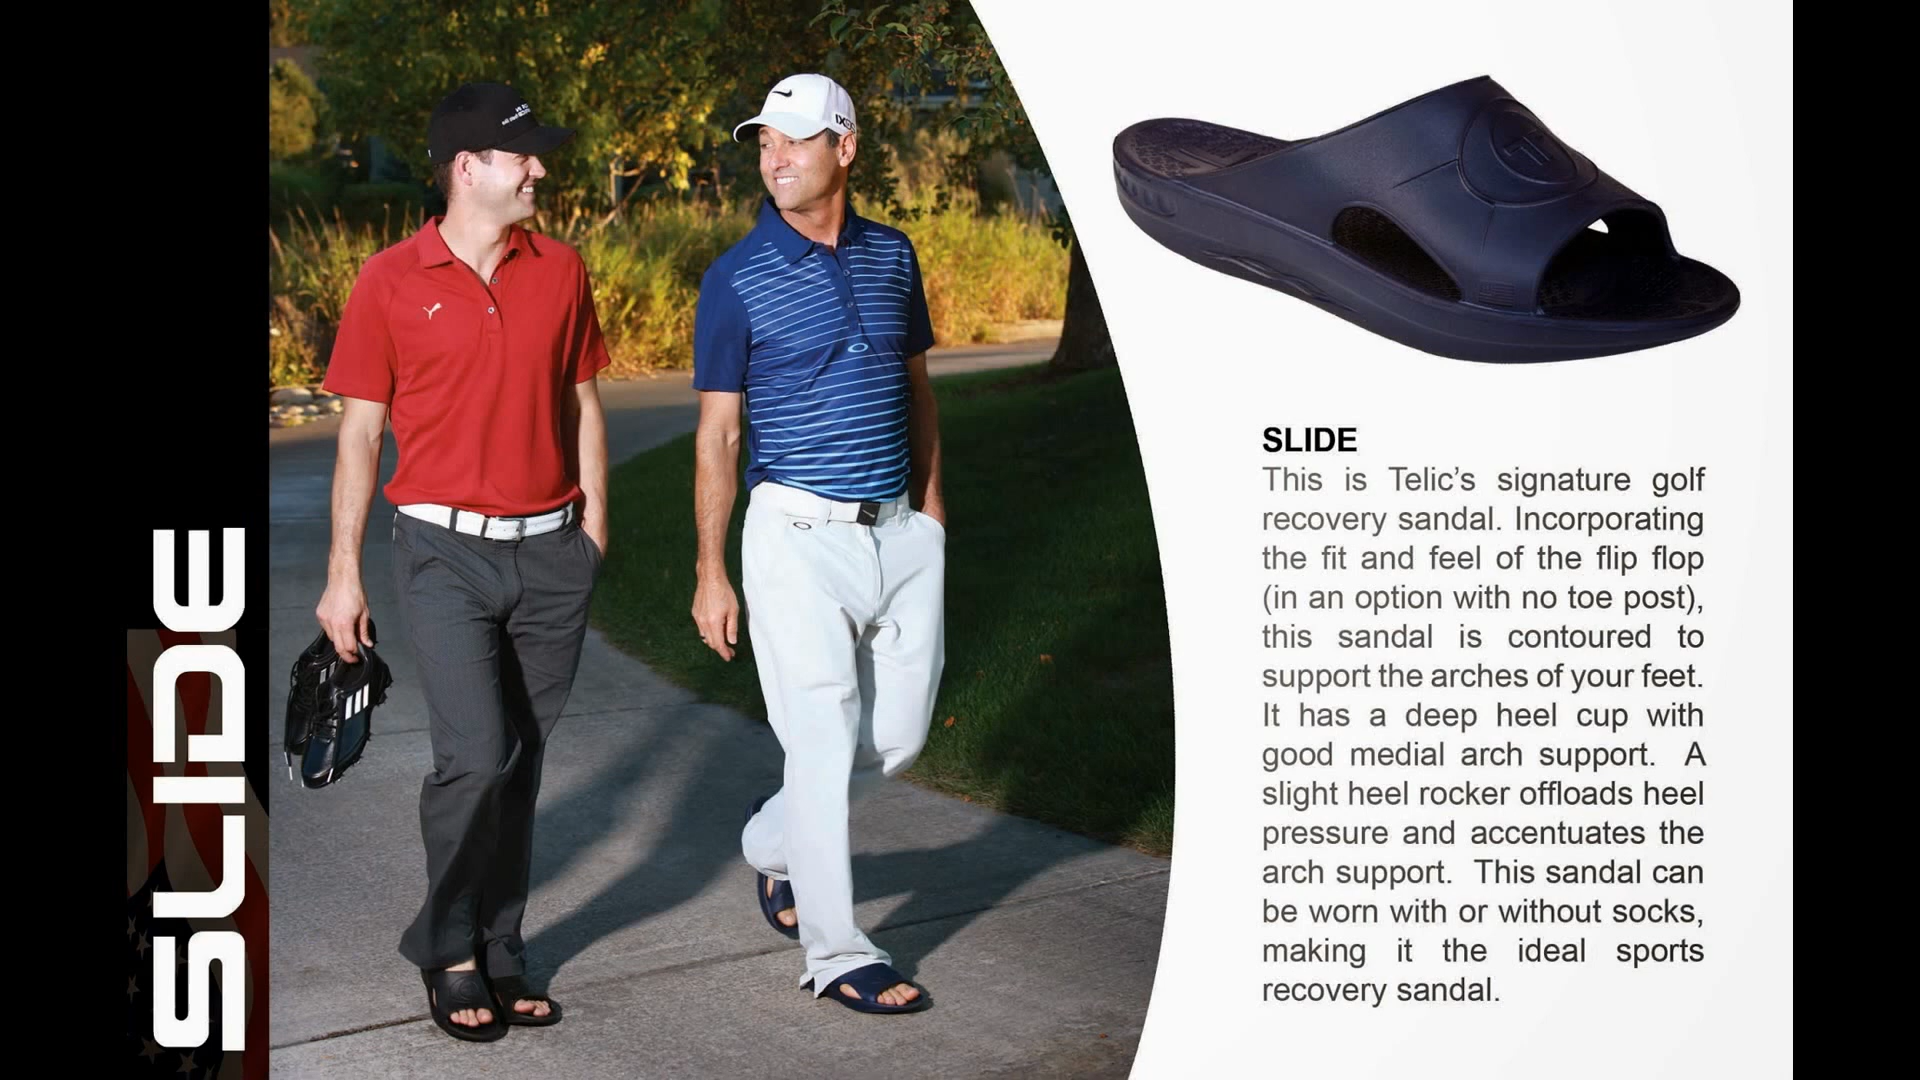 SLIDE
SLIDE
This is Telic’s signature golf
recovery sandal. Incorporating
the fit and feel of the flip flop
(in an option with no toe post),
this sandal is contoured to
support the arches of your feet.
It has a deep heel cup with
good medial arch support. A
slight heel rocker offloads heel
pressure and accentuates the
arch support. This sandal can
be worn with or without socks,
making it the ideal sports
recovery sandal.